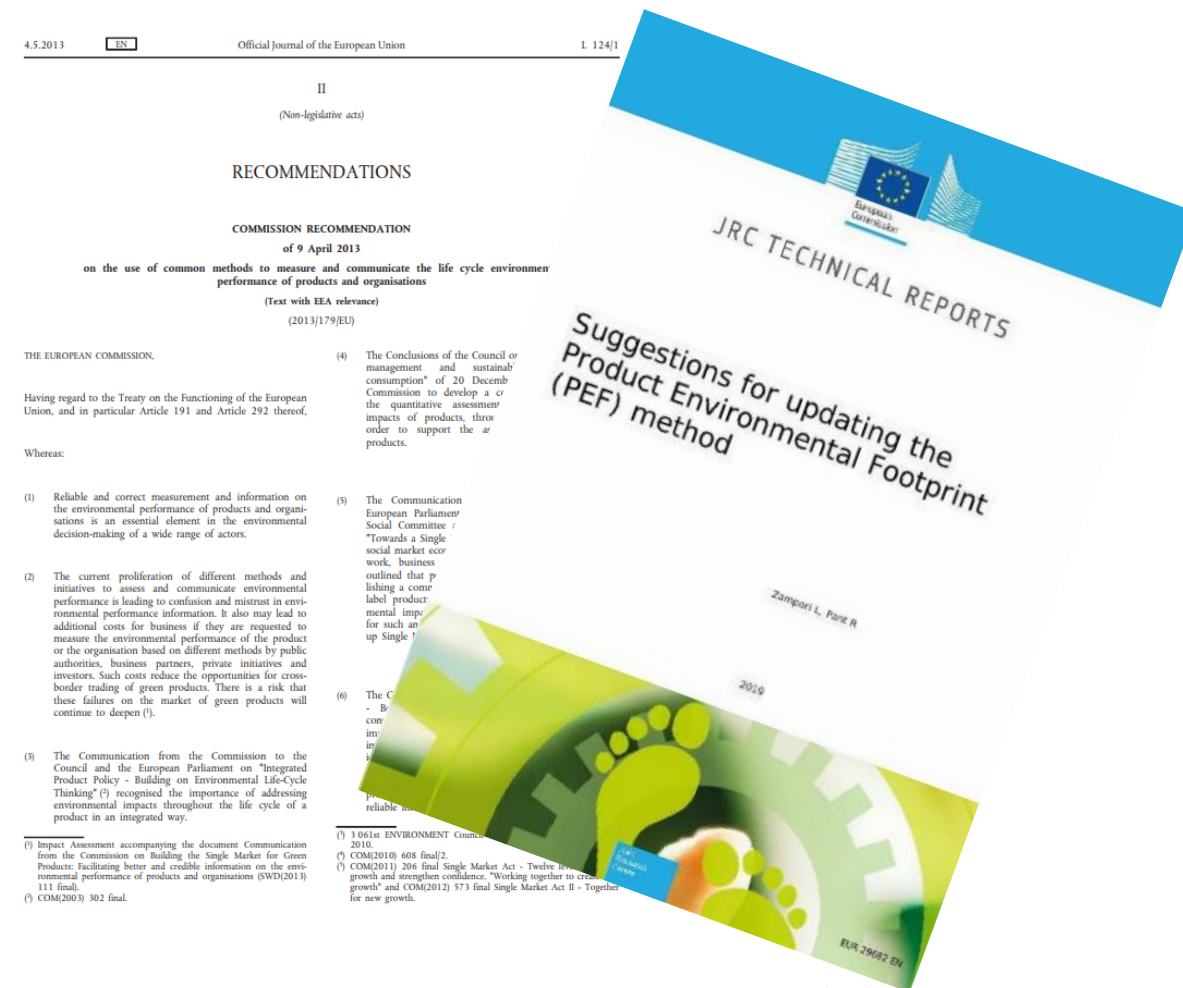 4.5.2013 EN Official Journal of the European Union L 124/1
II
(Non-legislative acts)
RECOMMENDATIONS
COMMISSION RECOMMENDATION
of 9 April 2013
on the use of common methods to measure and communicate the life cycle environmen
performance of products and organisations
(Text with EEA relevance)
(2013/179/EU)
THE EUROPEAN COMMISSION,
Having regard to the Treaty on the Functioning of the European
Union, and in particular Article 191 and Article 292 thereof,
Whereas:
(1) Reliable and correct measurement and information on
the environmental performance of products and organi-
sations is an essential element in the environmental
decision-making of a wide range of actors.
(2) The current proliferation of different methods and
initiatives to assess and communicate environmental
performance is leading to confusion and mistrust in envi-
ronmental performance information. It also may lead to
additional costs for business if they are requested to
measure the environmental performance of the product
or the organisation based on different methods by public
authorities, business partners, private initiatives and
investors. Such costs reduce the opportunities for cross-
border trading of green products. There is a risk that
these failures on the market of green products will
continue to deepen (¹).
(3) The Communication from the Commission to the
Council and the European Parliament on "Integrated
Product Policy - Building on Environmental Life-Cycle
Thinking" (²) recognised the importance of addressing
environmental impacts throughout the life cycle of a
product in an integrated way.
(¹) Impact Assessment accompanying the document Communication
from the Commission on Building the Single Market for Green
Products: Facilitating better and credible information on the envi-
ronmental performance of products and organisations (SWD(2013)
111 final).
(²) COM(2003) 302 final.
(4) The Conclusions of the Council on
management and sustainab
consumption" of 20 Decemb
Commission to develop a
the quantitative assessment
impacts of products, throu
order to support the
products.
(5) The Communication
European Parliament
Social Committee
"Towards a Single
social market eco
work, business
outlined that
lishing a comm
label product
mental impa
for such an
up Single
(6) The
- B
con
im
in
reliable
(³) 3 061st ENVIRONMENT Counc
2010.
(⁴) COM(2010) 608 final/2.
(⁵) COM(2011) 206 final Single Market Act - Twelve
growth and strengthen confidence. "Working together to crea
growth" and COM(2012) 573 final Single Market Act II - Together
for new growth.
European
Commission
JRC TECHNICAL REPORTS
Suggestions for updating the
Product Environmental Footprint
(PEF) method
Zampori L, Pant R
2019
Joint
Research
Centre
EUR 29682 EN